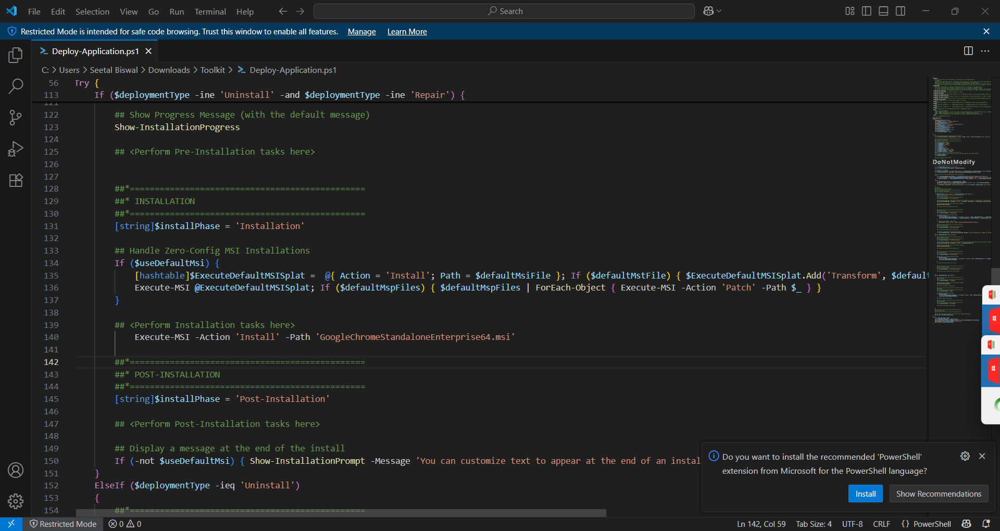 File Edit Selection View Go Run Terminal Help Search
Restricted Mode is intended for safe code browsing. Trust this window to enable all features. Manage Learn More
Deploy-Application.ps1
C: > Users > Seetal Biswal > Downloads > Toolkit > Deploy-Application.ps1
56 Try {
113 If ($deploymentType -ine 'Uninstall' -and $deploymentType -ine 'Repair') {
121
122 ## Show Progress Message (with the default message)
123 Show-InstallationProgress
124
125 ## <Perform Pre-Installation tasks here>
126
127
128 ##*===============================================
129 ##* INSTALLATION
130 ##*===============================================
131 [string]$installPhase = 'Installation'
132
133 ## Handle Zero-Config MSI Installations
134 If ($useDefaultMsi) {
135 [hashtable]$ExecuteDefaultMSISplat =  @{ Action = 'Install'; Path = $defaultMsiFile }; If ($defaultMstFile) { $ExecuteDefaultMSISplat.Add('Transform', $default
136 Execute-MSI @ExecuteDefaultMSISplat; If ($defaultMspFiles) { $defaultMspFiles | ForEach-Object { Execute-MSI -Action 'Patch' -Path $_ } }
137 }
138
139 ## <Perform Installation tasks here>
140 Execute-MSI -Action 'Install' -Path 'GoogleChromeStandaloneEnterprise64.msi'
141
142 ##*===============================================
143 ##* POST-INSTALLATION
144 ##*===============================================
145 [string]$installPhase = 'Post-Installation'
146
147 ## <Perform Post-Installation tasks here>
148
149 ## Display a message at the end of the install
150 If (-not $useDefaultMsi) { Show-InstallationPrompt -Message 'You can customize text to appear at the end of an instal
151 }
152 ElseIf ($deploymentType -ieq 'Uninstall')
153 {
154 ##*===============================================
DoNotModify
Do you want to install the recommended 'PowerShell'
extension from Microsoft for the PowerShell language?
Install Show Recommendations
Restricted Mode 0 0 Ln 142, Col 59 Tab Size: 4 UTF-8 CRLF {} PowerShell